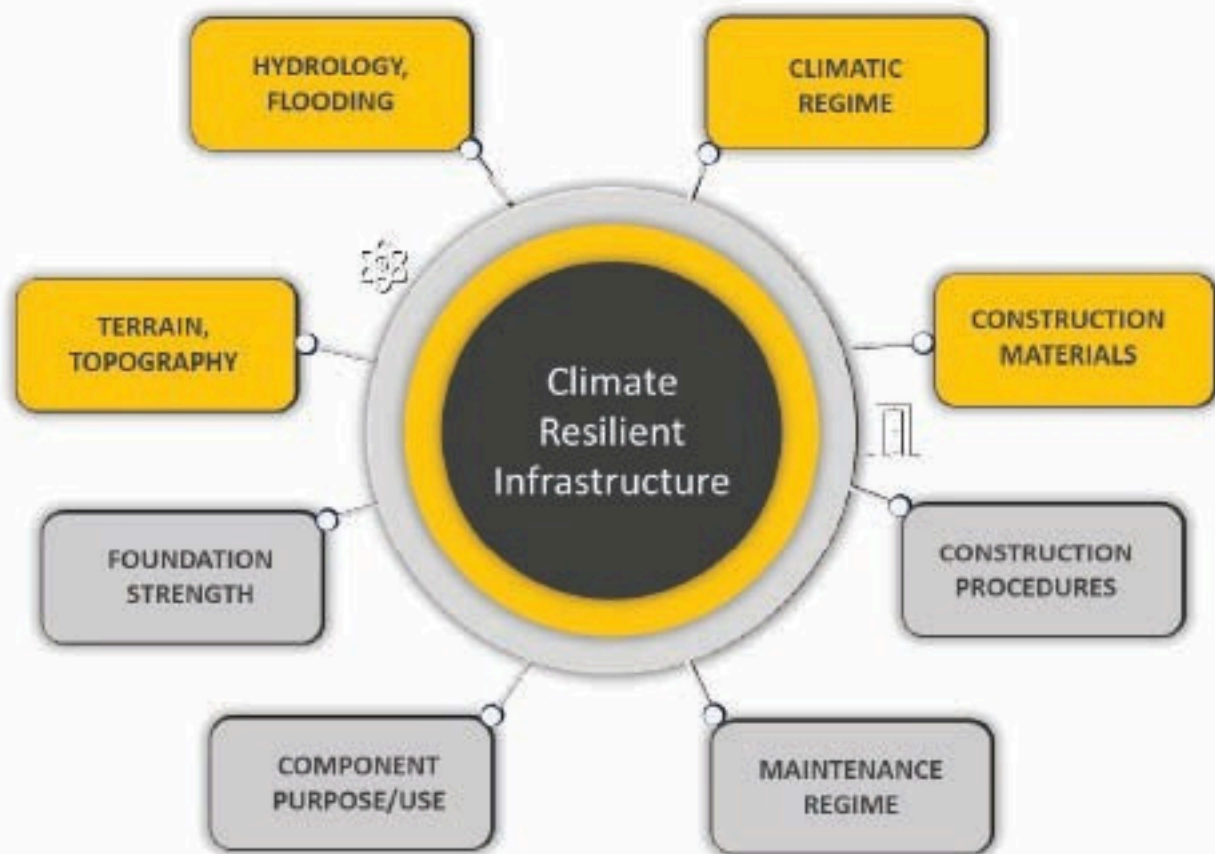 HYDROLOGY,
FLOODING
CLIMATIC
REGIME
TERRAIN,
TOPOGRAPHY
CONSTRUCTION
MATERIALS
Climate
Resilient
Infrastructure
FOUNDATION
STRENGTH
CONSTRUCTION
PROCEDURES
COMPONENT
PURPOSE/USE
MAINTENANCE
REGIME